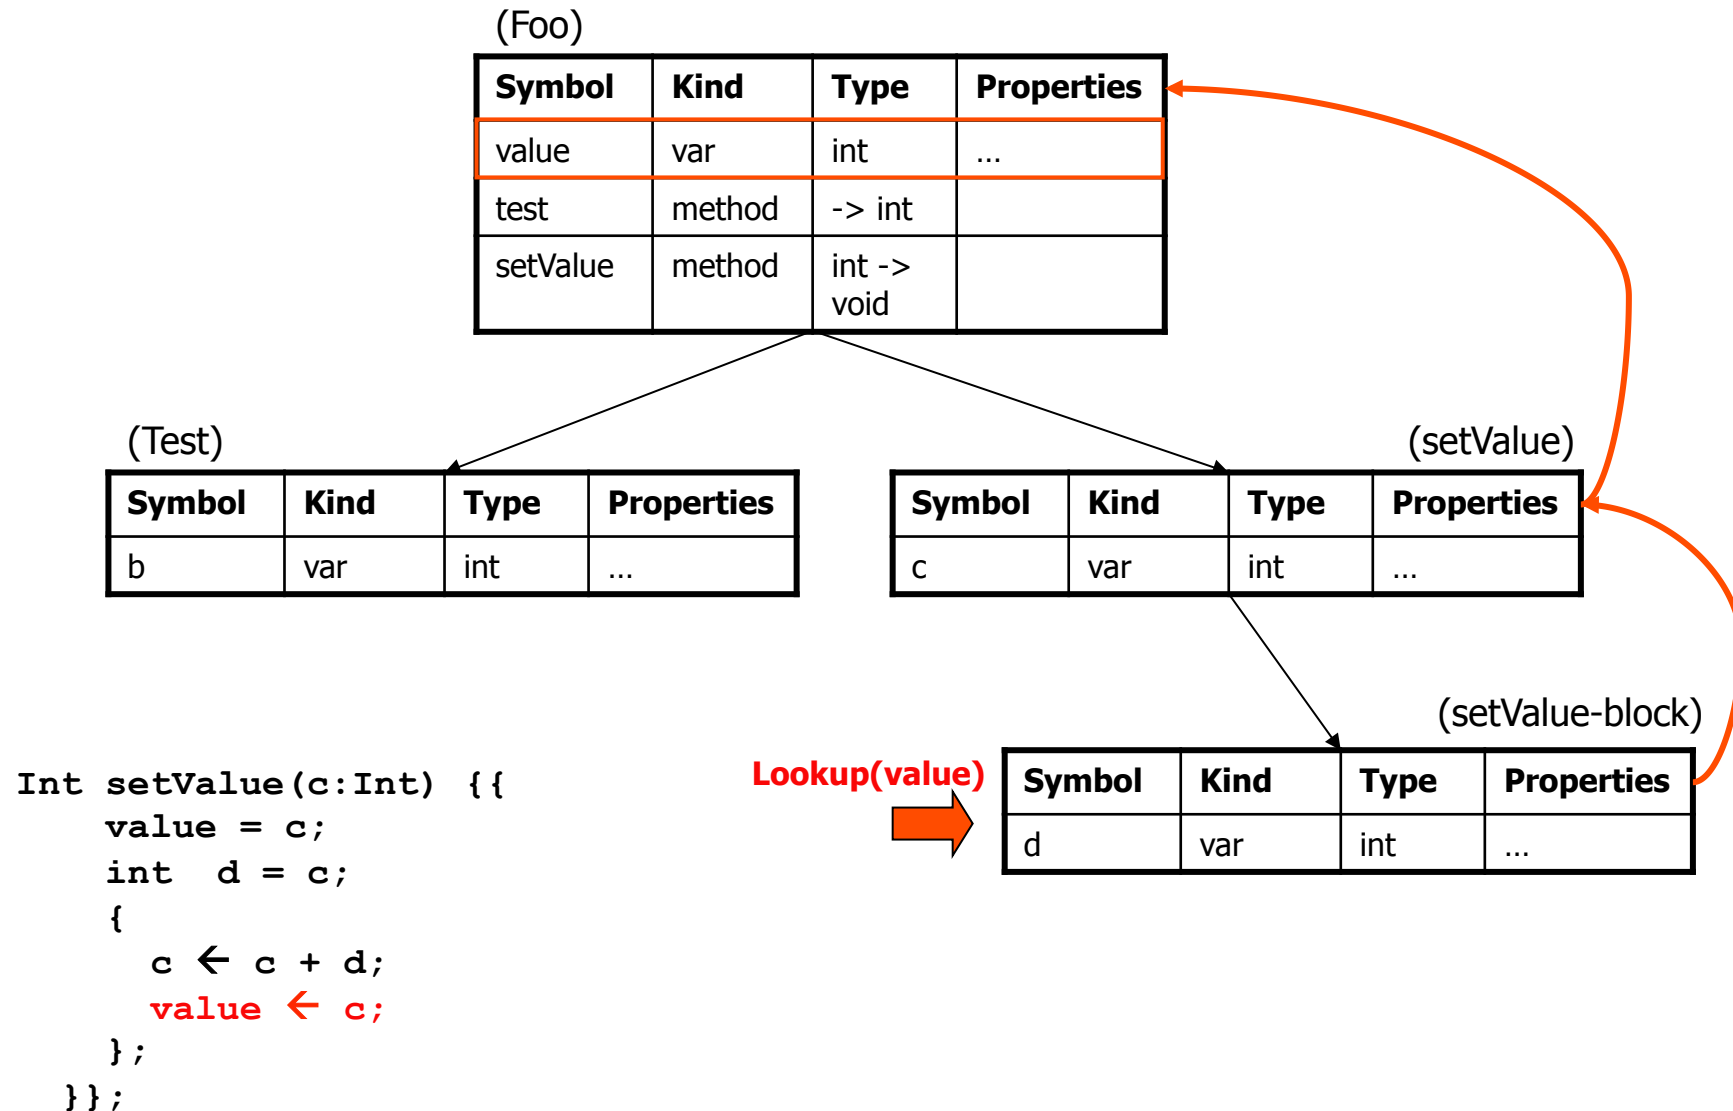 (Foo)
Symbol Kind Type Properties
value var int ...
test method -> int
setValue method int ->
void
(Test)
Symbol Kind Type Properties
b var int ...
(setValue)
Symbol Kind Type Properties
c var int ...
(setValue-block)
Lookup(value)
Symbol Kind Type Properties
d var int ...
Int setValue(c:Int) {{
value = c;
int d = c;
{
c ← c + d;
value ← c;
};
}};